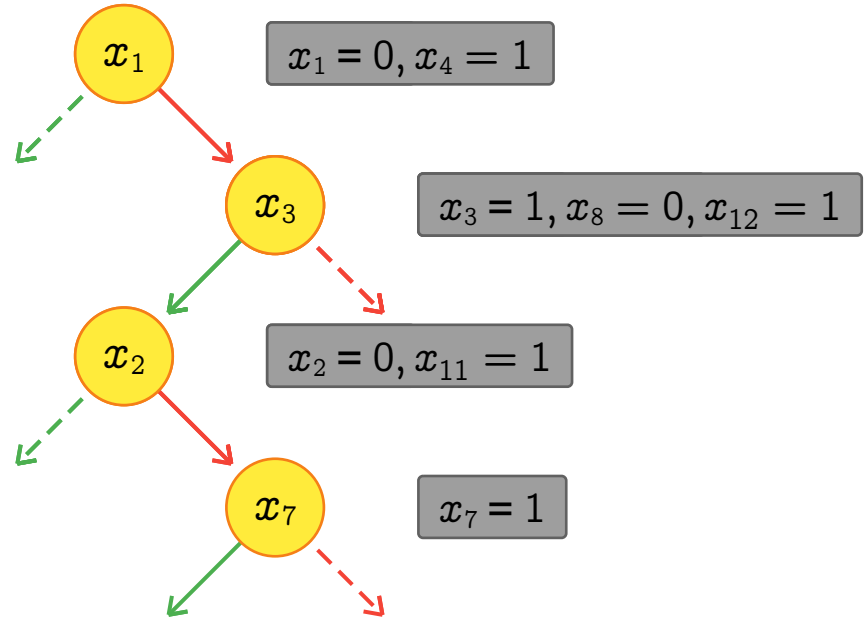 x₁
x₁ = 0, x₄ = 1
x₃
x₃ = 1, x₈ = 0, x₁₂ = 1
x₂
x₂ = 0, x₁₁ = 1
x₇
x₇ = 1